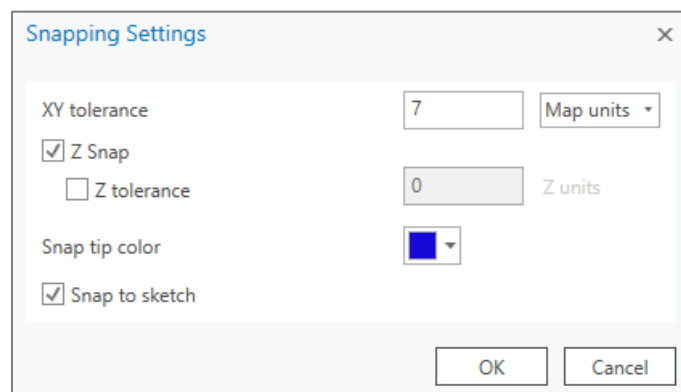 Snapping Settings
XY tolerance 7 Map units
Z Snap
Z tolerance 0 Z units
Snap tip color
Snap to sketch
OK Cancel